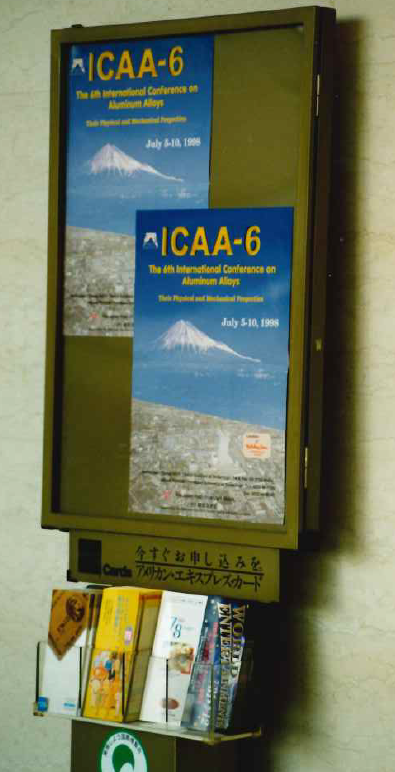 ICAA-6
The 6th International Conference on
Aluminum Alloys
Their Physical and Mechanical Properties
July 5-10, 1998
ICAA-6
The 6th International Conference on
Aluminum Alloys
Their Physical and Mechanical Properties
July 5-10, 1998
今すぐお申し込みを
Cards アメリカン・エキスプレス・カード
WORLD